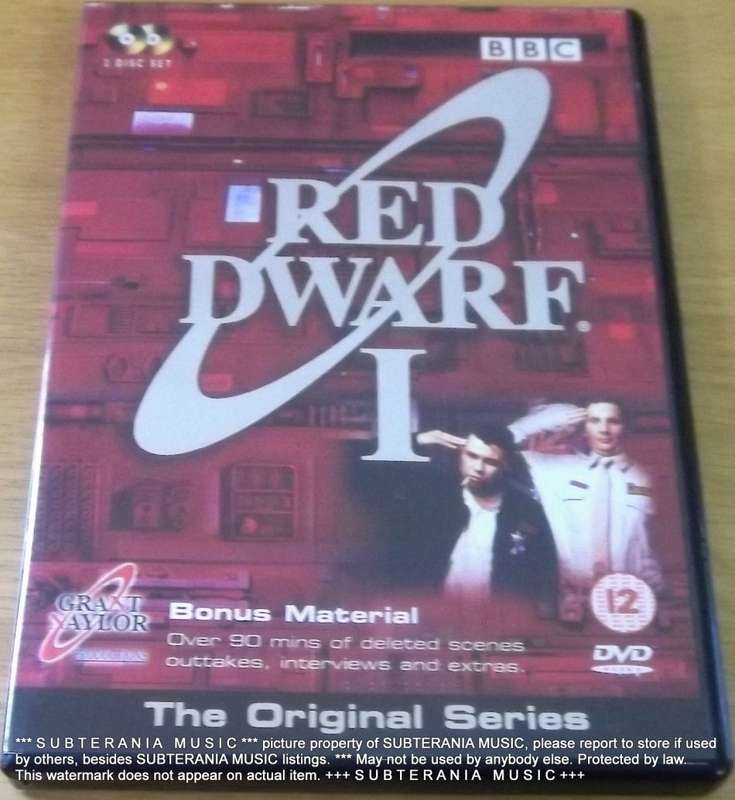 2 DISC SET
BBC
RED
DWARF®
I
12
GRANT
NAYLOR
Bonus Material
Over 90 mins of deleted scenes
outtakes, interviews and extras.
DVD
VIDEO
The Original Series
*** S U B T E R A N I A   M U S I C *** picture property of SUBTERANIA MUSIC, please report to store if used
by others, besides SUBTERANIA MUSIC listings. *** May not be used by anybody else. Protected by law.
This watermark does not appear on actual item. +++ S U B T E R A N I A   M U S I C +++